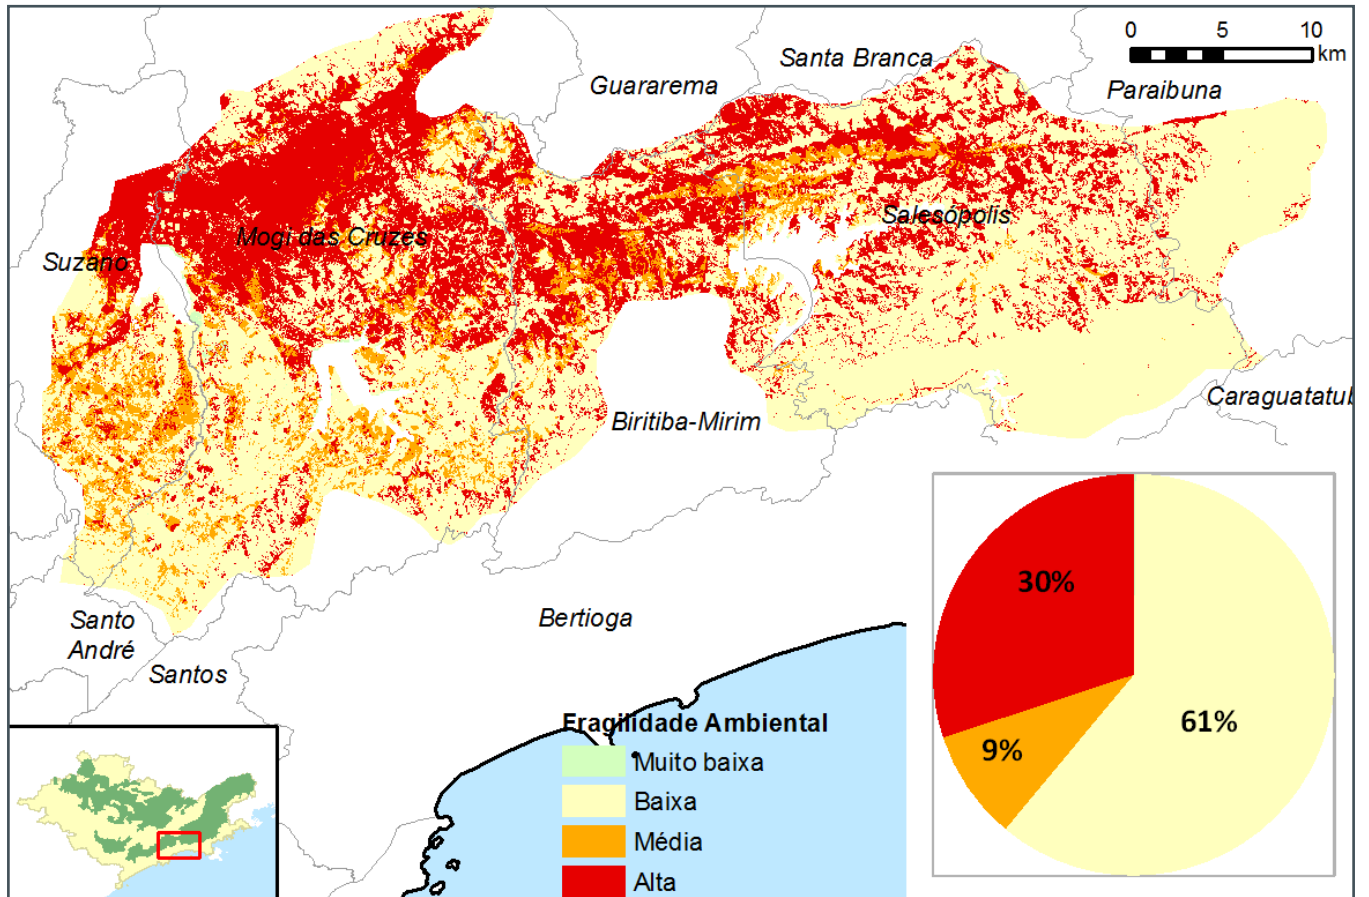 0 5 10
km
Santa Branca
Guararema
Paraibuna
Salesópolis
Mogi das Cruzes
Suzano
Caraguatatub
Biritiba-Mirim
Santo
André
Bertioga
Santos
30%
9%
61%
Fragilidade Ambiental
Muito baixa
Baixa
Média
Alta